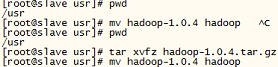 [root@slave usr]# pwd
/usr
[root@slave usr]# mv hadoop-1.0.4 hadoop   ^C
[root@slave usr]# pwd
/usr
[root@slave usr]# tar xvfz hadoop-1.0.4.tar.gz
[root@slave usr]# mv hadoop-1.0.4 hadoop